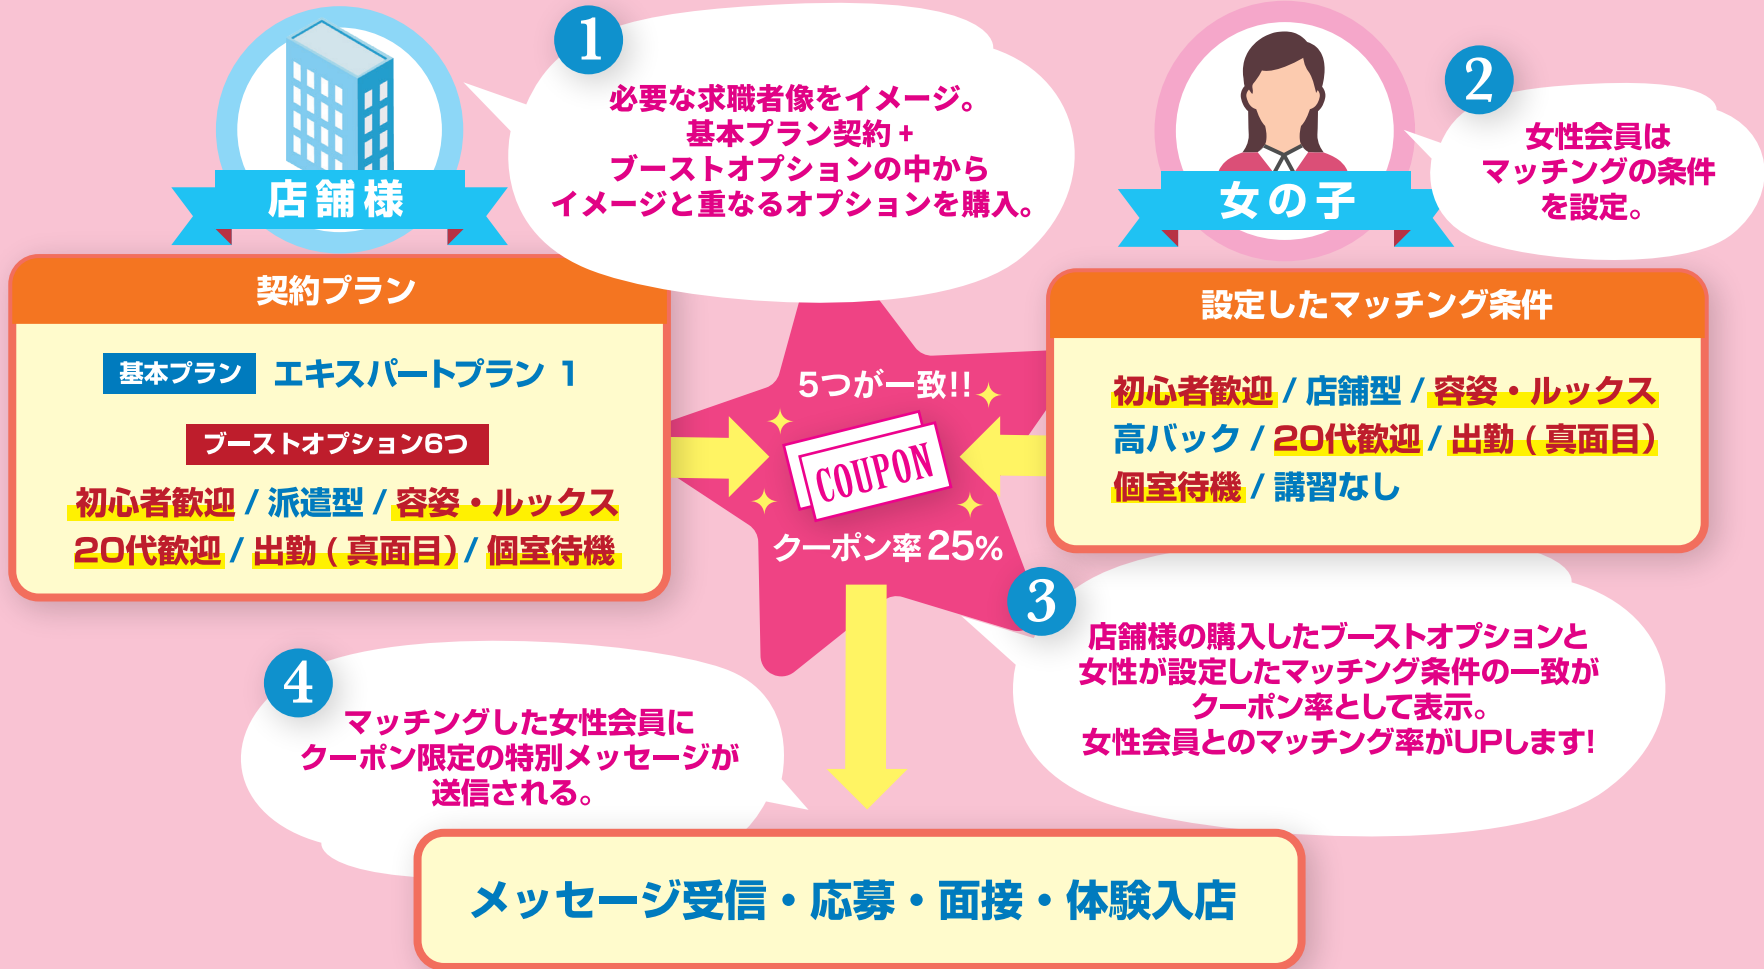 1
必要な求職者像をイメージ。
基本プラン契約 +
ブーストオプションの中から
イメージと重なるオプションを購入。
店舗様
契約プラン
基本プラン エキスパートプラン 1
ブーストオプション6つ
初心者歓迎 / 派遣型 / 容姿・ルックス
20代歓迎 / 出勤 ( 真面目) / 個室待機
2
女性会員は
マッチングの条件
を設定。
女の子
設定したマッチング条件
初心者歓迎 / 店舗型 / 容姿・ルックス
高バック / 20代歓迎 / 出勤 ( 真面目)
個室待機 / 講習なし
5つが一致!!
COUPON
クーポン率 25%
3
店舗様の購入したブーストオプションと
女性が設定したマッチング条件の一致が
クーポン率として表示。
女性会員とのマッチング率がUPします!
4
マッチングした女性会員に
クーポン限定の特別メッセージが
送信される。
メッセージ受信・応募・面接・体験入店